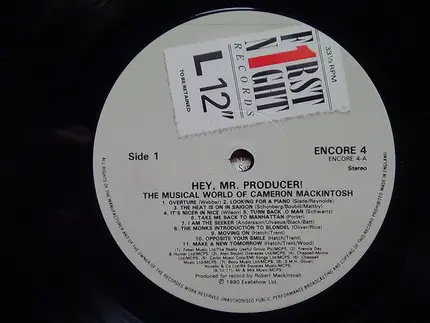 F1RST
NIGHT
RECORDS
33⅓ RPM
L 12"
TO BE RETAINED
Side 1
ENCORE 4
ENCORE 4-A
Stereo
HEY, MR. PRODUCER!
THE MUSICAL WORLD OF CAMERON MACKINTOSH
1. OVERTURE (Webber) 2. LOOKING FOR A PIANO (Slade/Reynolds)
3. THE HEAT IS ON IN SAIGON (Schonberg/Boublil/Maltby)
4. IT'S NICER IN NICE (Wilson) 5. TURN BACK, O MAN (Schwartz)
6. TAKE ME BACK TO MANHATTAN (Porter)
7. I AM THE SEEKER (Andersson/Ulvaeus/Black/Batt)
8. THE MONKS INTRODUCTION TO BLONDEL (Oliver/Rice)
9. MOVING ON (Hatch/Trent)
10. OPPOSITE YOUR SMILE (Hatch/Trent)
11. MAKE A NEW TOMORROW (Hatch/Trent/Wood)
Produced for record by Robert Mackintosh
℗ 1990 Exallshow Ltd.
ALL RIGHTS OF THE MANUFACTURER AND OF THE OWNER OF THE RECORDED WORK RESERVED UNAUTHORISED PUBLIC PERFORMANCE BROADCASTING AND COPYING OF THIS RECORD PROHIBITED MADE IN ENGLAND